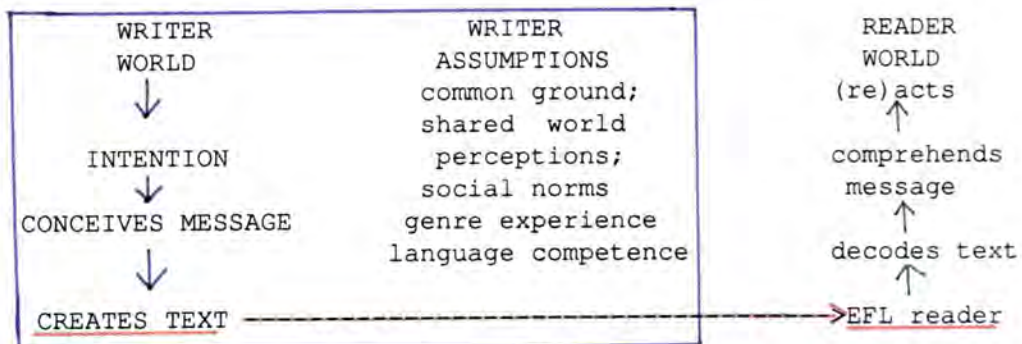 WRITER
WORLD
INTENTION
CONCEIVES MESSAGE
CREATES TEXT
WRITER
ASSUMPTIONS
common ground;
shared world
perceptions;
social norms
genre experience
language competence
READER
WORLD
(re)acts
comprehends
message
decodes text
EFL reader